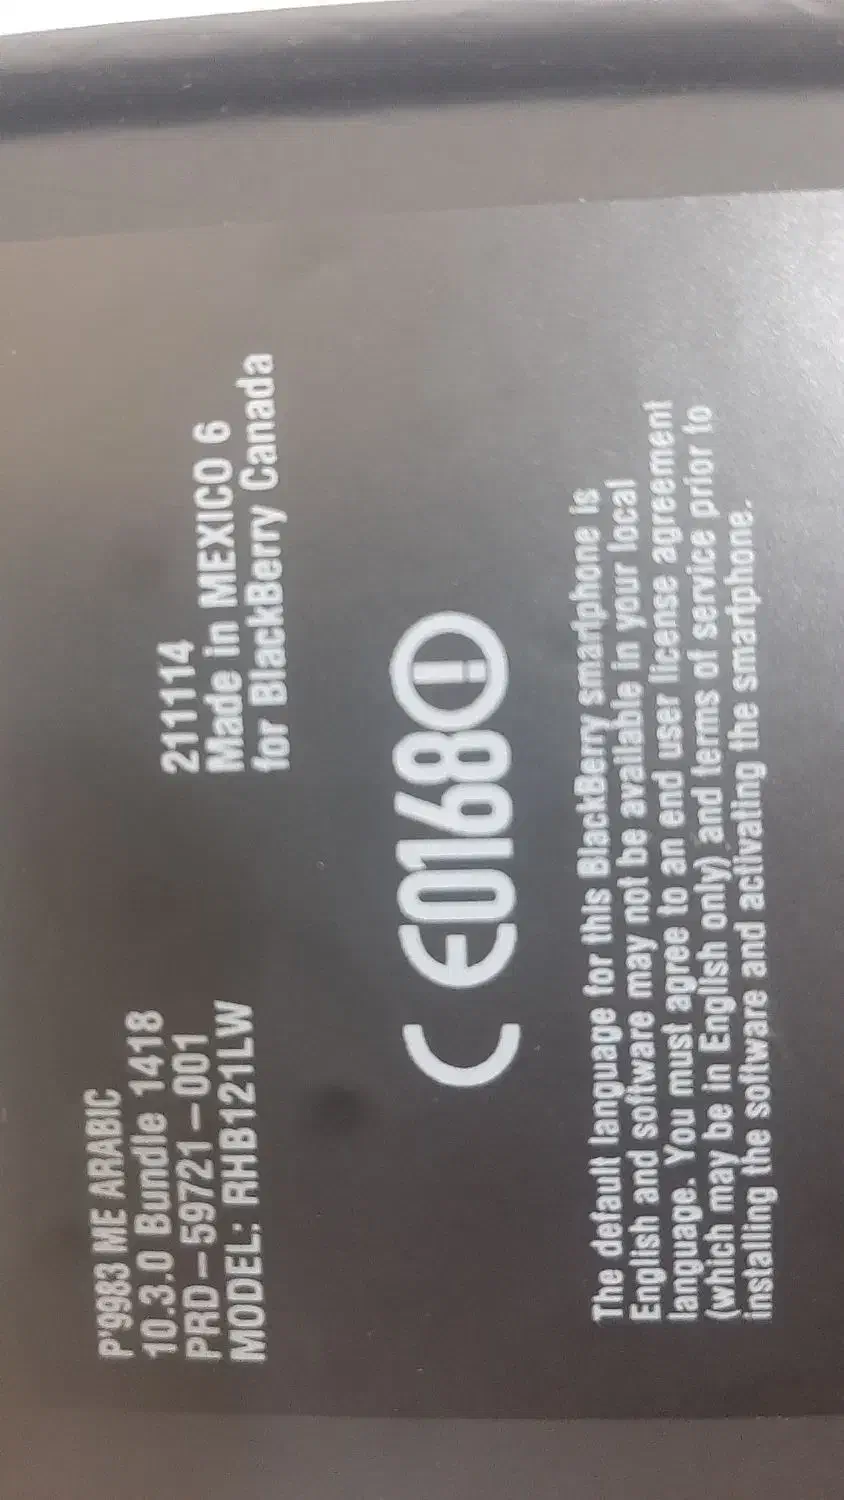 P'9983 ME ARABIC
10.3.0 Bundle 1418
PRD-59721-001
MODEL: RHB121LW
211114
Made in MEXICO 6
for BlackBerry Canada
CE0168
The default language for this BlackBerry smartphone is
English and software may not be available in your local
language. You must agree to an end user license agreement
(which may be in English only) and terms of service prior to
installing the software and activating the smartphone.